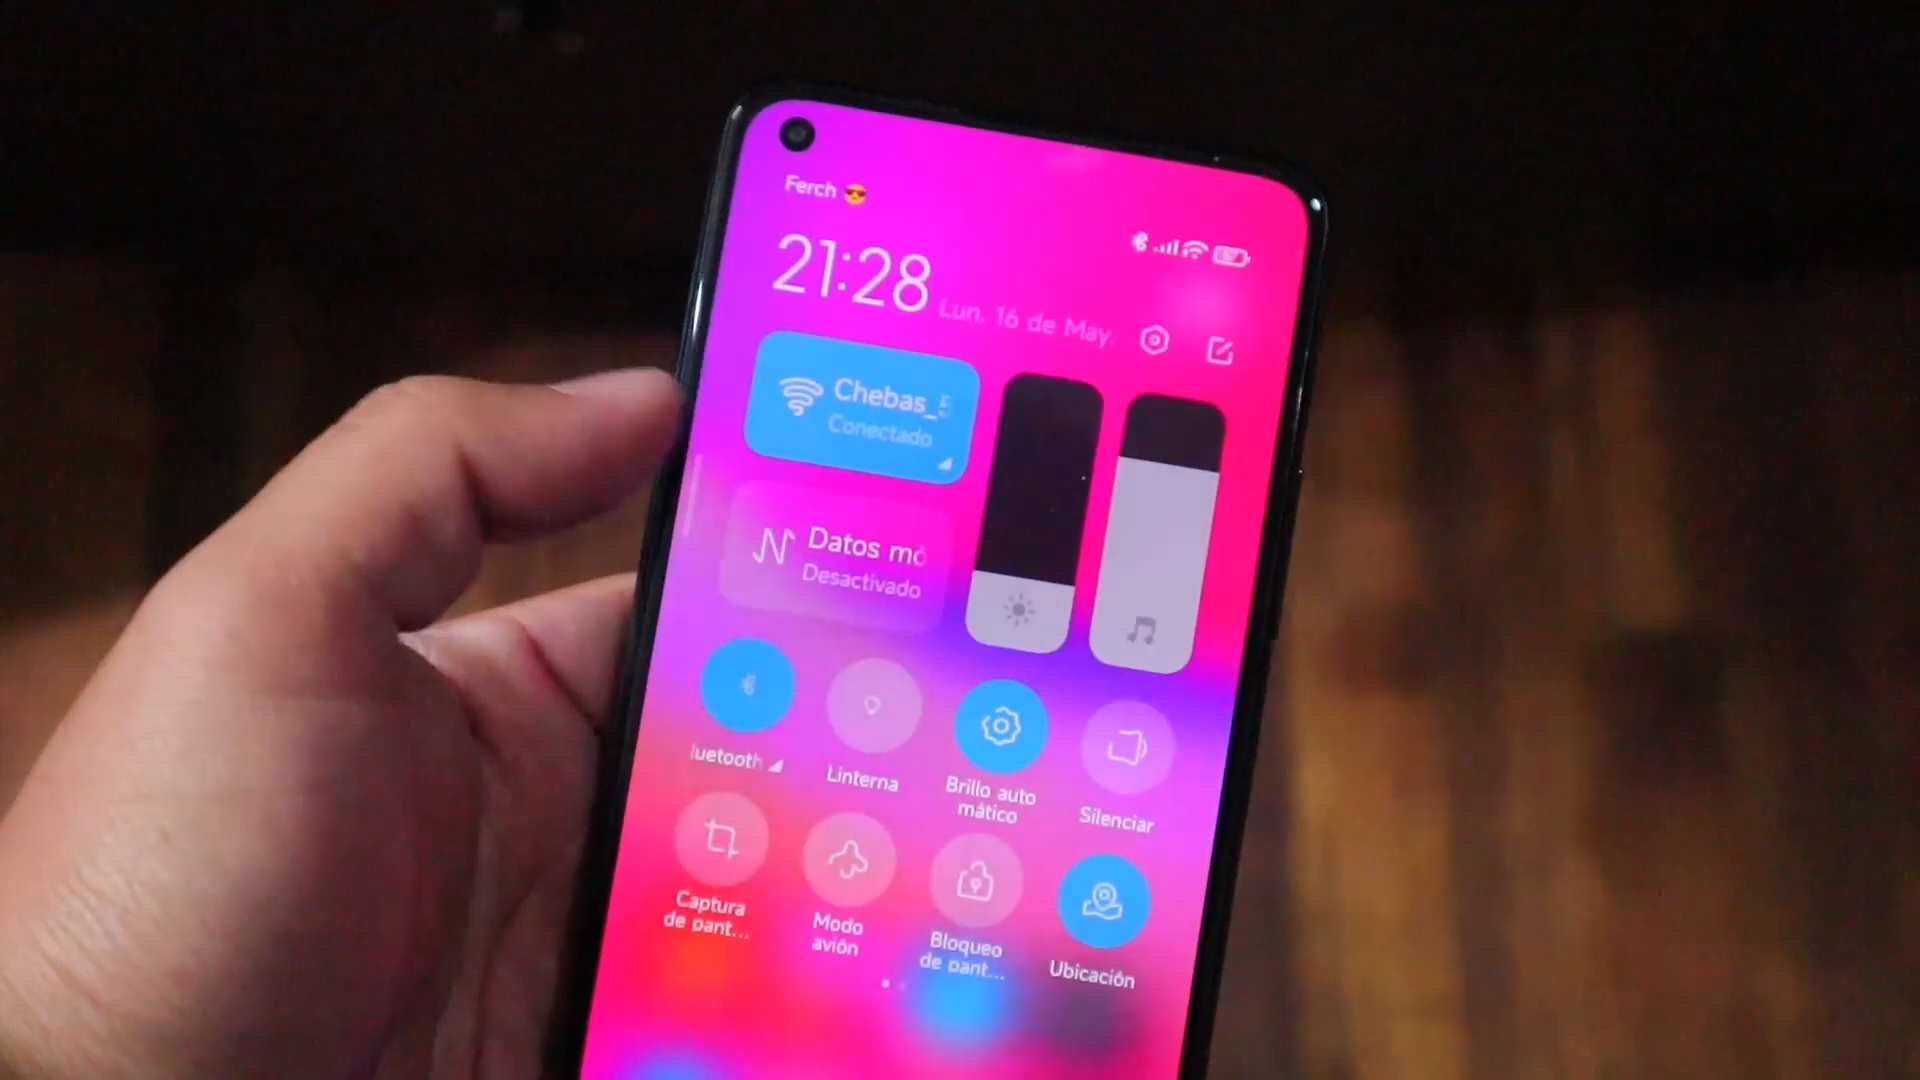 Ferch 😎
21:28 Lun. 16 de May.
Chebas_5
Conectado
Datos mó
Desactivado
luetooth
Linterna
Brillo auto
mático
Silenciar
Captura
de pant...
Modo
avión
Bloqueo
de pant...
Ubicación